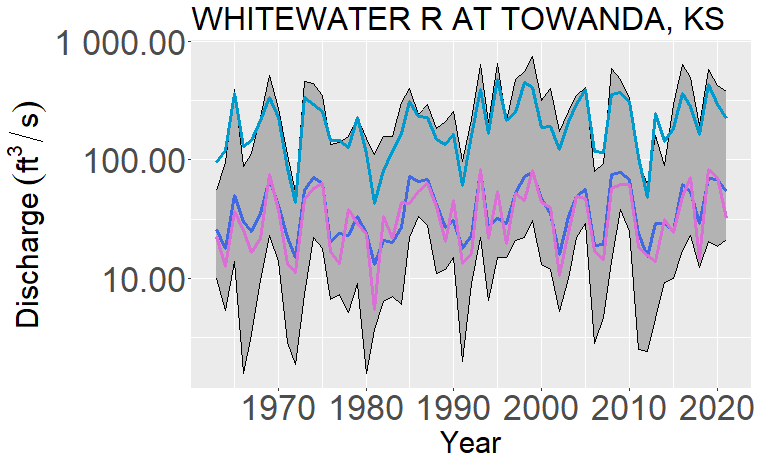 WHITEWATER R AT TOWANDA, KS
1 000.00
100.00
10.00
Discharge (ft³/s)
1970 1980 1990 2000 2010 2020
Year